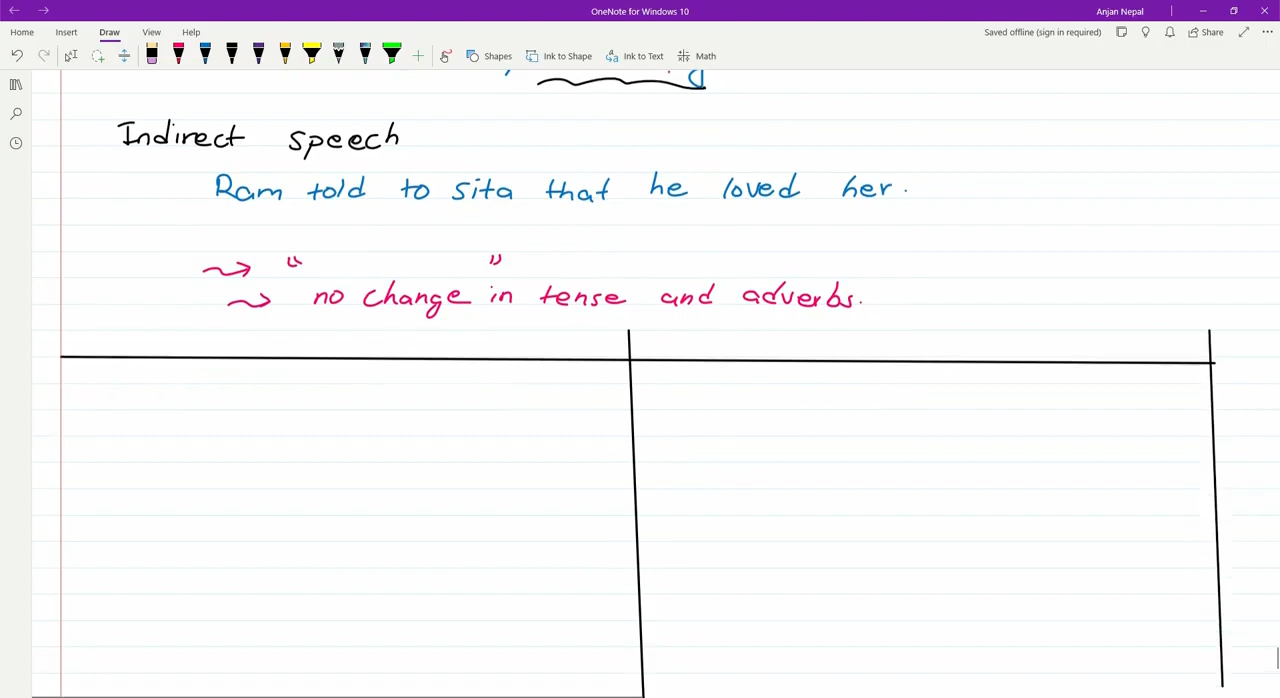 OneNote for Windows 10
Anjan Nepal
Home Insert Draw View Help
Saved offline (sign in required)
Share
Shapes Ink to Shape Ink to Text Math
Indirect speech
Ram told to sita that he loved her.
" "
no change in tense and adverbs.